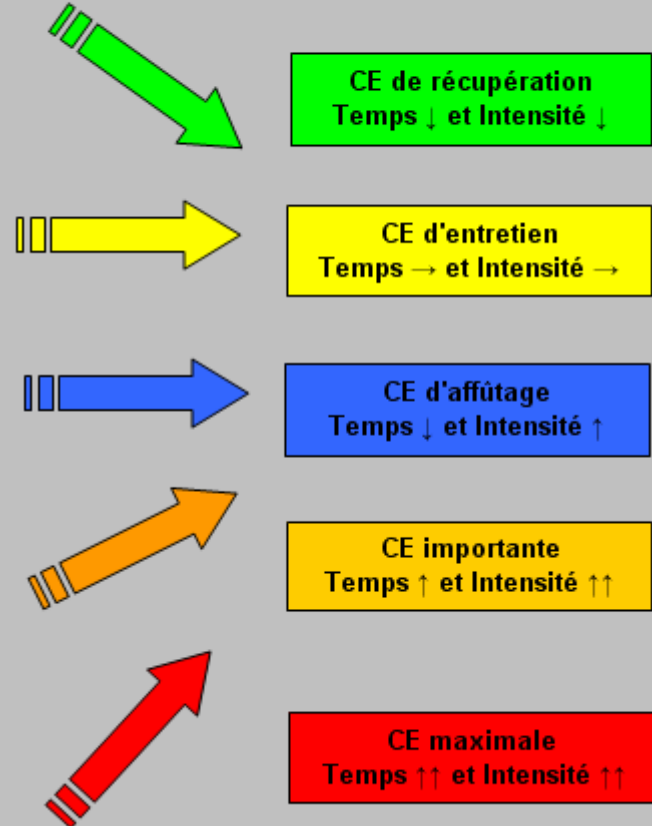 CE de récupération
Temps ↓ et Intensité ↓
CE d'entretien
Temps → et Intensité →
CE d'affûtage
Temps ↓ et Intensité ↑
CE importante
Temps ↑ et Intensité ↑↑
CE maximale
Temps ↑↑ et Intensité ↑↑